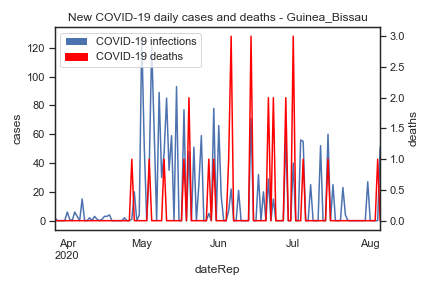 New COVID-19 daily cases and deaths - Guinea_Bissau
COVID-19 infections
COVID-19 deaths
120
100
80
60
40
20
0
cases
3.0
2.5
2.0
1.5
1.0
0.5
0.0
deaths
Apr
2020
May
Jun
Jul
Aug
dateRep